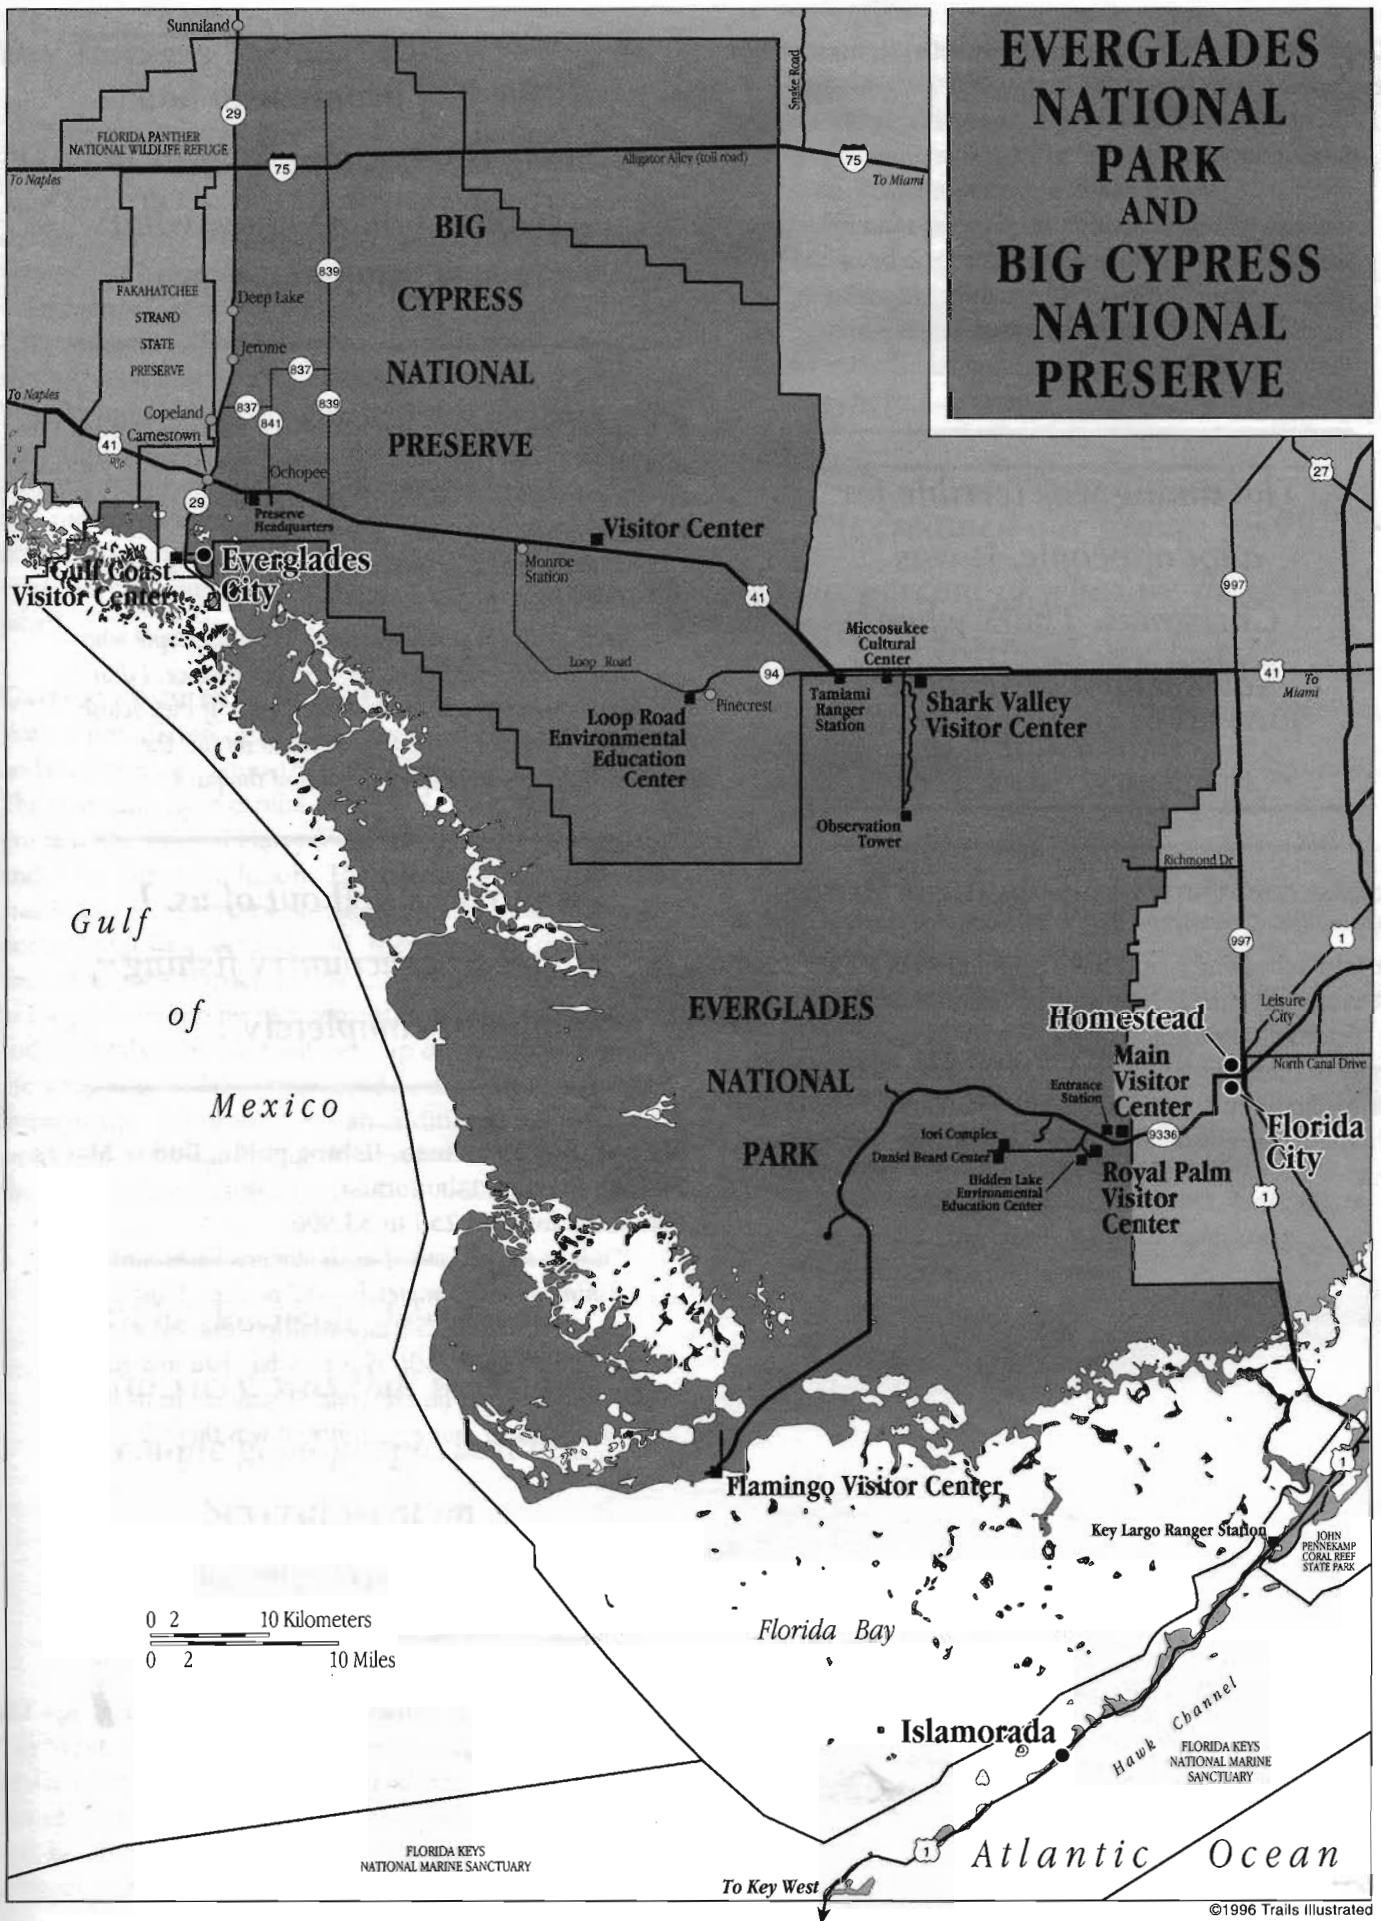 EVERGLADES
NATIONAL
PARK
AND
BIG CYPRESS
NATIONAL
PRESERVE
Sunniland
29
FLORIDA PANTHER
NATIONAL WILDLIFE REFUGE
75
Alligator Alley (toll road)
Snake Road
75
To Naples
To Miami
BIG
CYPRESS
NATIONAL
PRESERVE
839
FAKAHATCHEE
STRAND
STATE
PRESERVE
Deep Lake
Jerome
837
837
839
841
To Naples
Copeland
Carnestown
41
Ochopee
29
Preserve
Headquarters
27
Visitor Center
Monroe
Station
Everglades
City
Gulf Coast
Visitor Center
41
997
Miccosukee
Cultural
Center
Loop Road
94
41
To
Miami
Pinecrest
Tamiami
Ranger
Station
Shark Valley
Visitor Center
Loop Road
Environmental
Education
Center
Observation
Tower
Richmond Dr
Gulf
of
Mexico
997
1
EVERGLADES
NATIONAL
PARK
Leisure
City
Homestead
Main
Visitor
Center
North Canal Drive
Entrance
Station
9336
Florida
City
Iori Complex
Daniel Beard Center
Hidden Lake
Environmental
Education Center
Royal Palm
Visitor
Center
1
Flamingo Visitor Center
1
Key Largo Ranger Station
JOHN
PENNEKAMP
CORAL REEF
STATE PARK
0 2 10 Kilometers
0 2 10 Miles
Florida Bay
Islamorada
Hawk Channel
FLORIDA KEYS
NATIONAL MARINE
SANCTUARY
1
Atlantic Ocean
FLORIDA KEYS
NATIONAL MARINE SANCTUARY
To Key West
©1996 Trails Illustrated